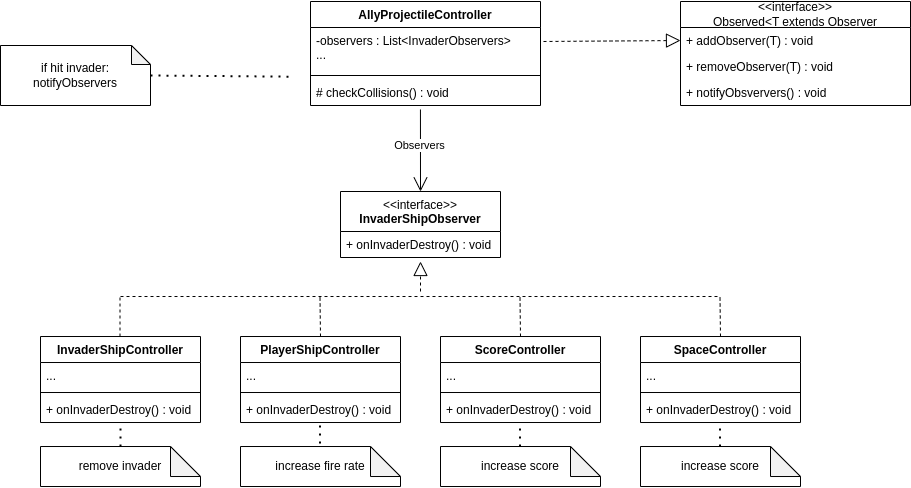 AllyProjectileController
-observers : List<InvaderObservers>
...
# checkCollisions() : void
<<interface>>
Observed<T extends Observer
+ addObserver(T) : void
+ removeObserver(T) : void
+ notifyObsververs() : void
if hit invader:
notifyObservers
Observers
<<interface>>
InvaderShipObserver
+ onInvaderDestroy() : void
InvaderShipController
...
+ onInvaderDestroy() : void
remove invader
PlayerShipController
...
+ onInvaderDestroy() : void
increase fire rate
ScoreController
...
+ onInvaderDestroy() : void
increase score
SpaceController
...
+ onInvaderDestroy() : void
increase score